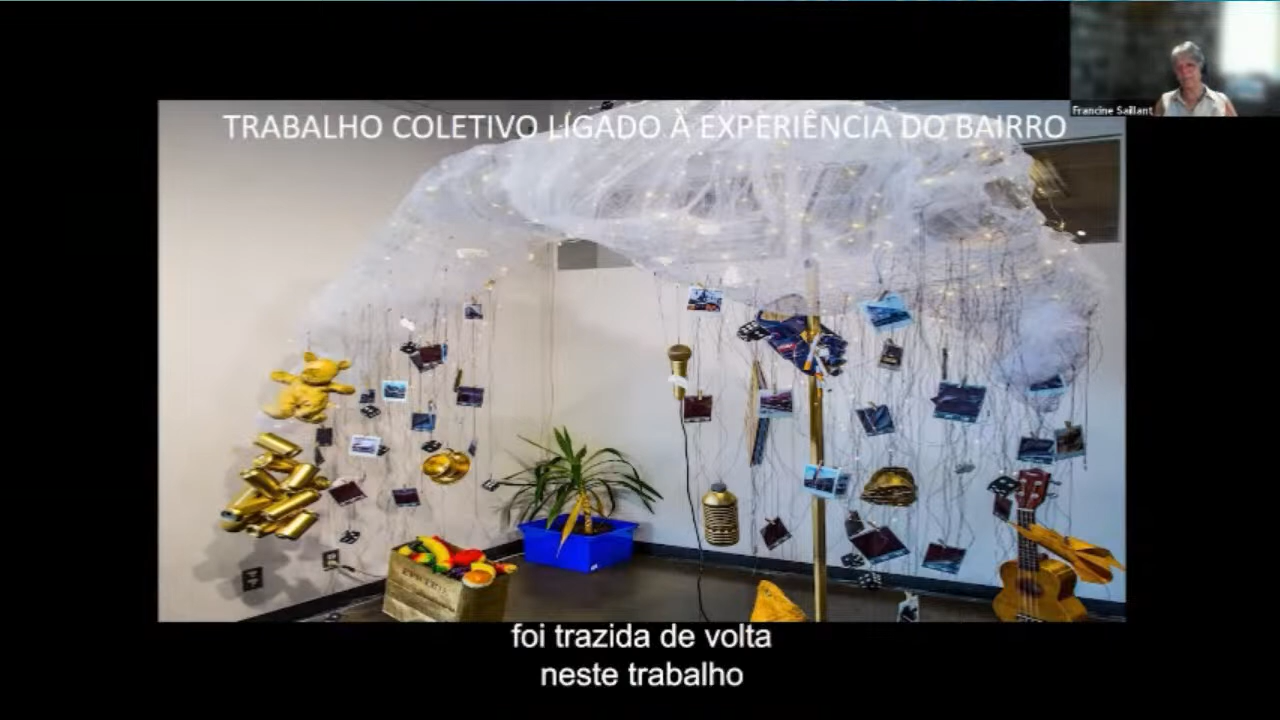 TRABALHO COLETIVO LIGADO À EXPERIÊNCIA DO BAIRRO
Francine Saillant
foi trazida de volta
neste trabalho